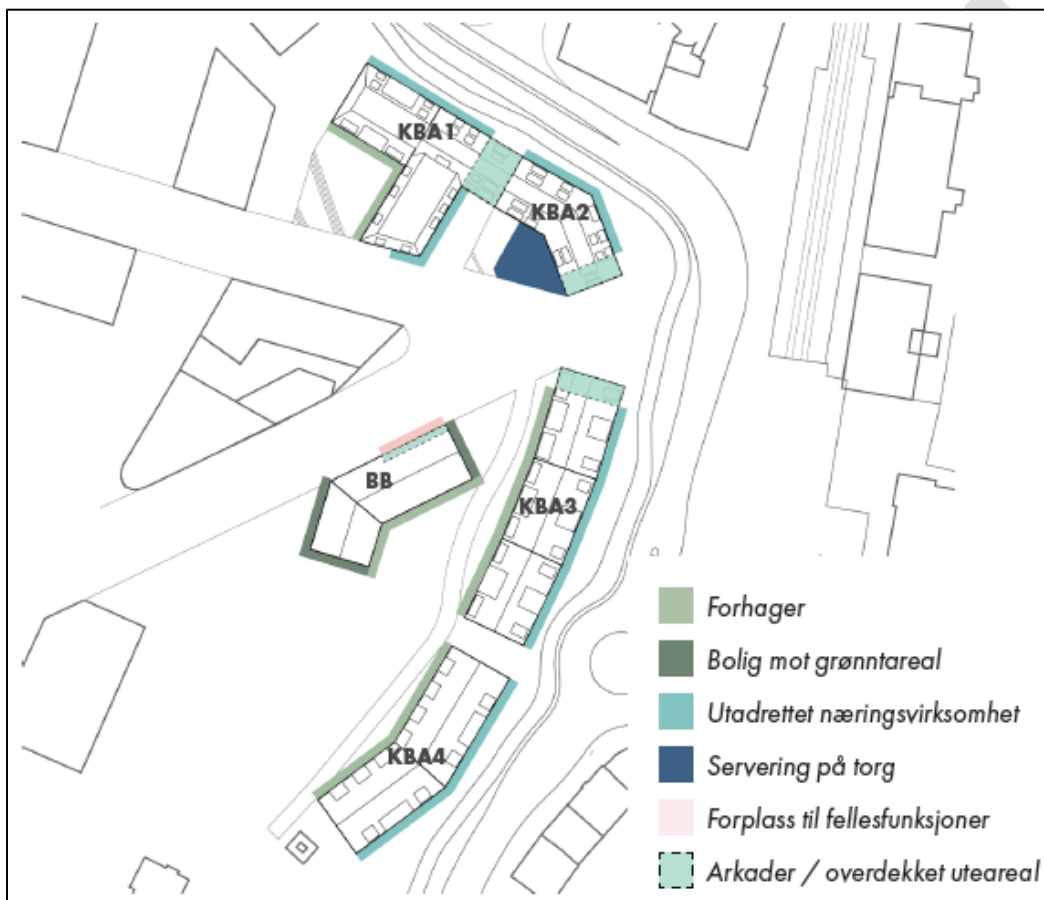 KBA1
KBA2
BB
KBA3
KBA4
Forhager
Bolig mot grønntareal
Utadrettet næringsvirksomhet
Servering på torg
Forplass til fellesfunksjoner
Arkader / overdekket uteareal